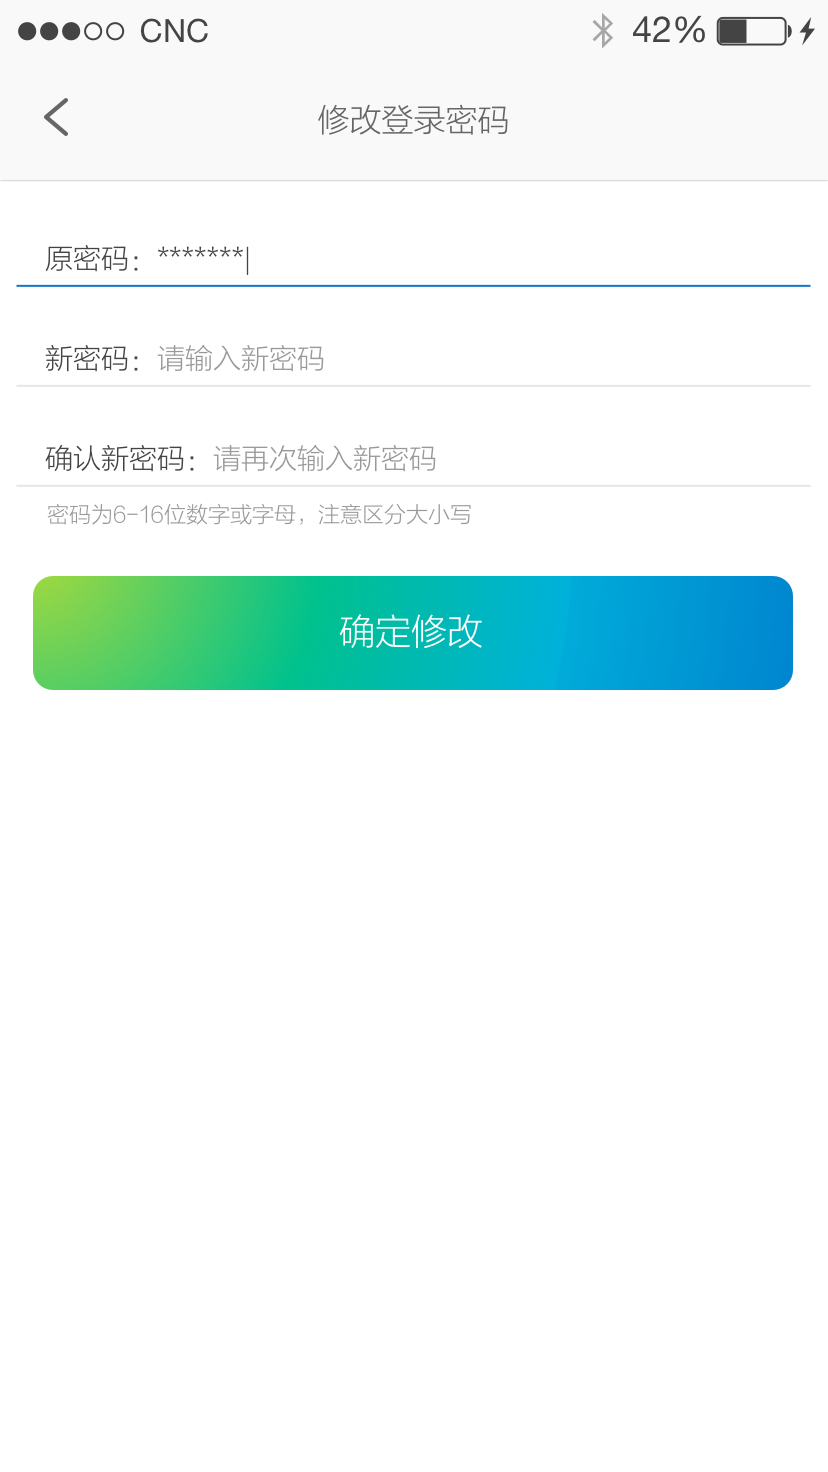 CNC 42%
修改登录密码
原密码：*******
新密码：请输入新密码
确认新密码：请再次输入新密码
密码为6-16位数字或字母，注意区分大小写
确定修改